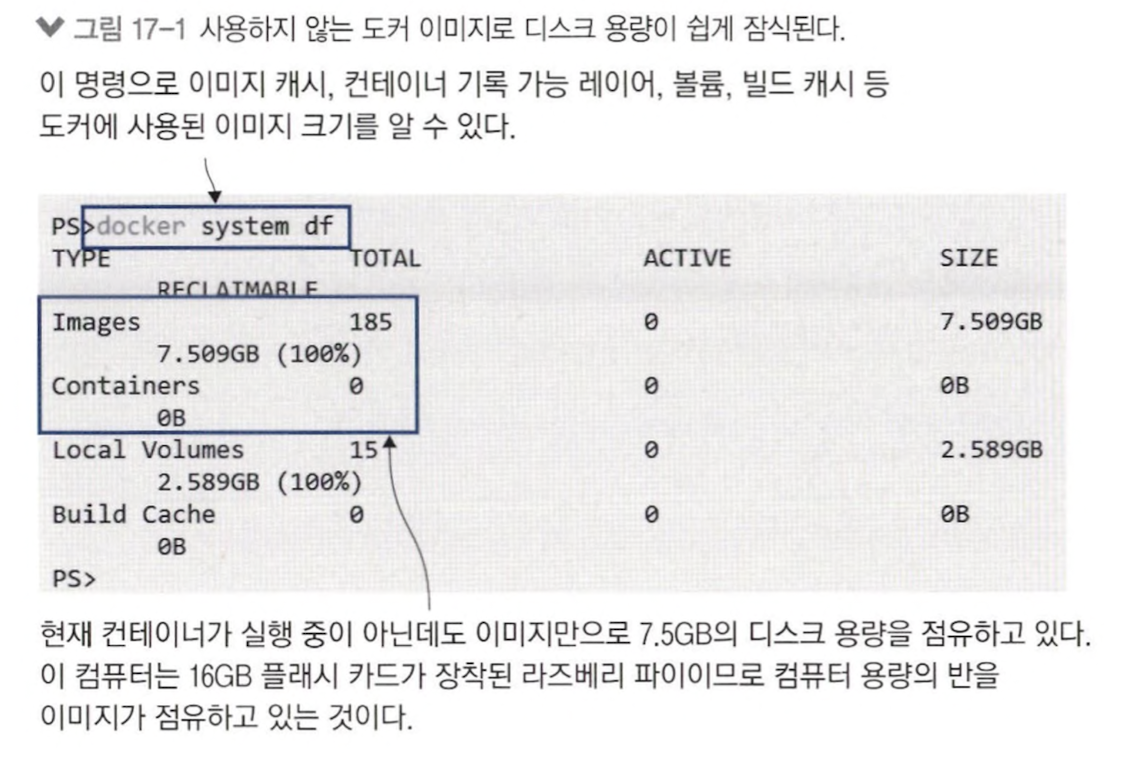 그림 17-1 사용하지 않는 도커 이미지로 디스크 용량이 쉽게 잠식된다.
이 명령으로 이미지 캐시, 컨테이너 기록 가능 레이어, 볼륨, 빌드 캐시 등
도커에 사용된 이미지 크기를 알 수 있다.
PS>docker system df
TYPE TOTAL ACTIVE SIZE
RECLAIMABLE
Images 185 0 7.509GB
7.509GB (100%)
Containers 0 0 0B
0B
Local Volumes 15 0 2.589GB
2.589GB (100%)
Build Cache 0 0 0B
0B
PS>
현재 컨테이너가 실행 중이 아닌데도 이미지만으로 7.5GB의 디스크 용량을 점유하고 있다.
이 컴퓨터는 16GB 플래시 카드가 장착된 라즈베리 파이이므로 컴퓨터 용량의 반을
이미지가 점유하고 있는 것이다.